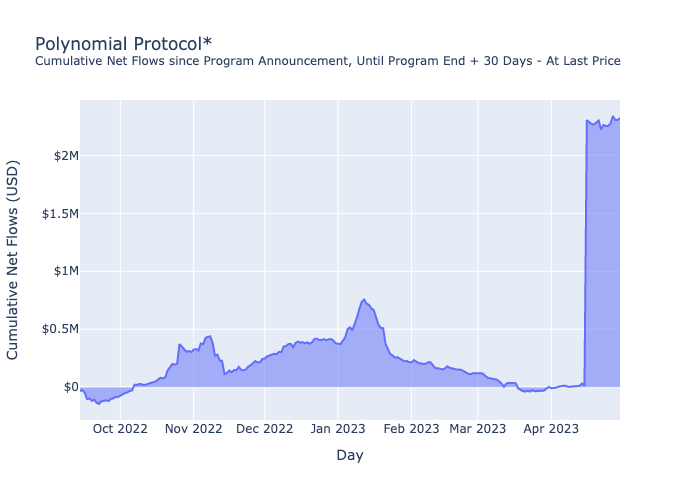 Polynomial Protocol*
Cumulative Net Flows since Program Announcement, Until Program End + 30 Days - At Last Price
Cumulative Net Flows (USD)
$2M
$1.5M
$1M
$0.5M
$0
Oct 2022 Nov 2022 Dec 2022 Jan 2023 Feb 2023 Mar 2023 Apr 2023
Day